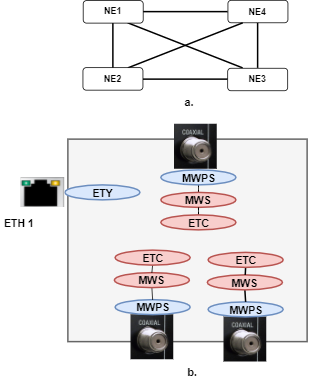 NE1
NE4
NE2
NE3
a.
COAXIAL
MWPS
ETY
MWS
ETH 1
ETC
ETC
ETC
MWS
MWS
MWPS
MWPS
COAXIAL
COAXIAL
b.